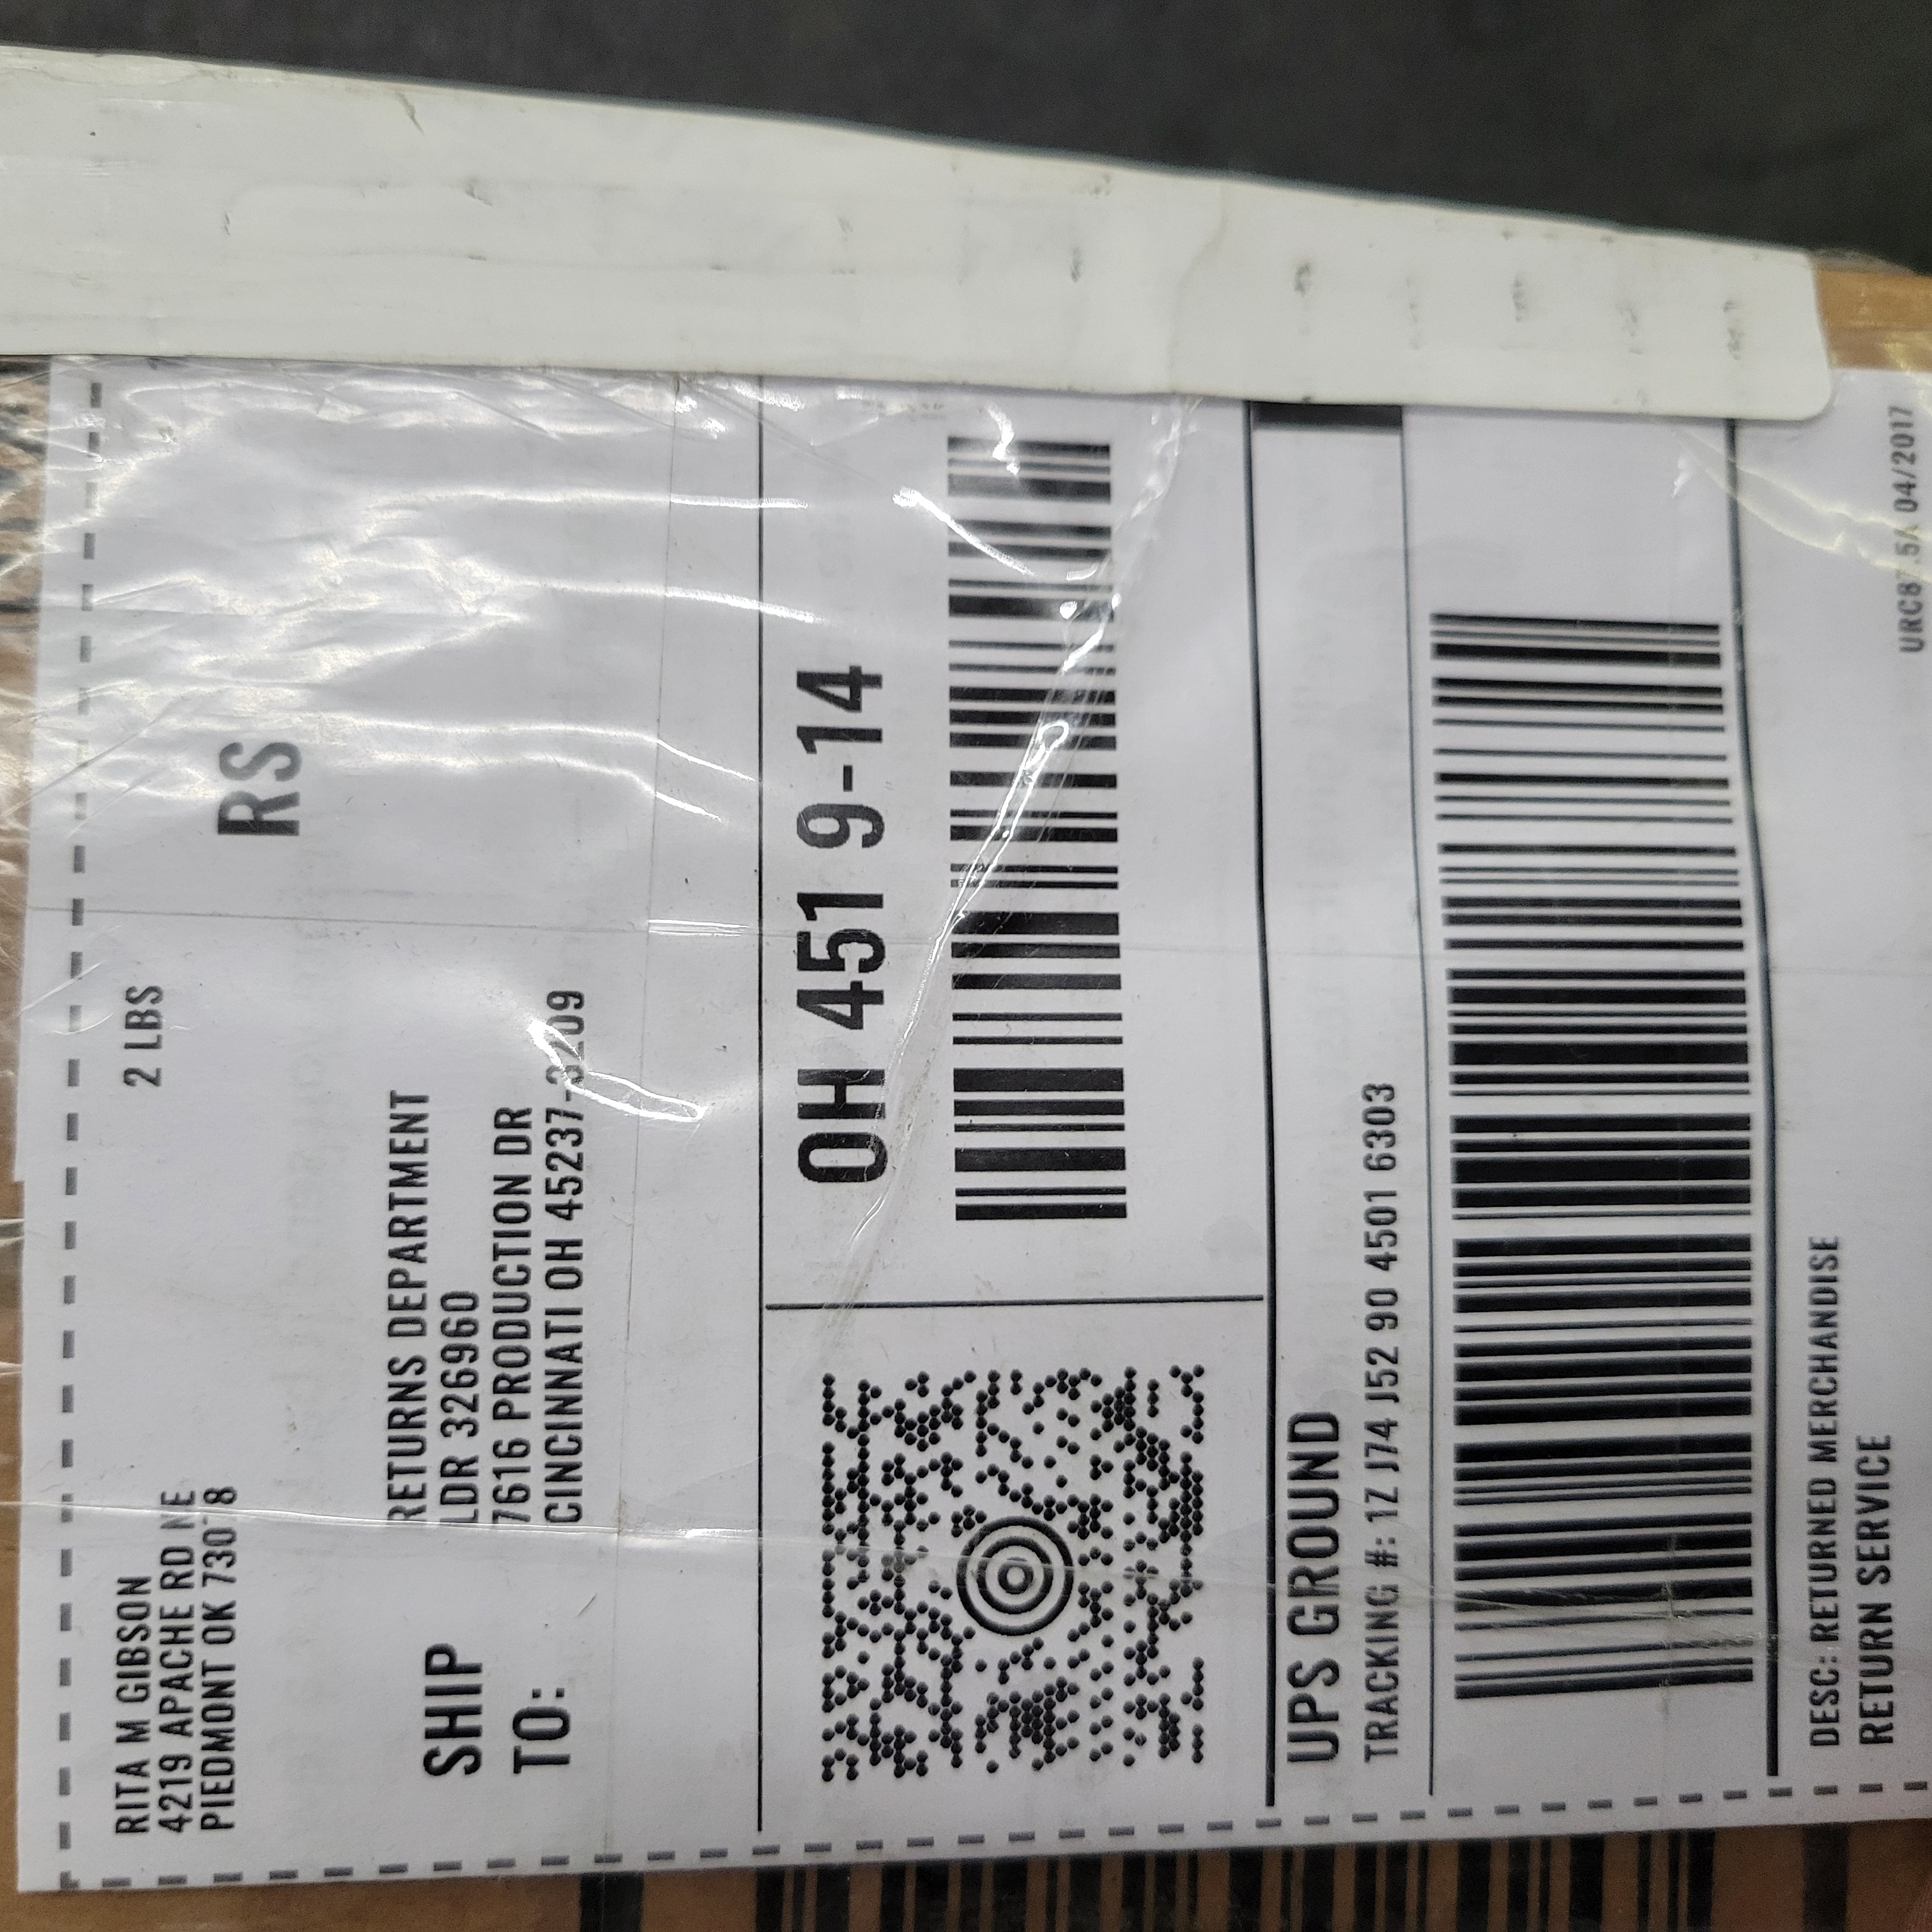 RITA M GIBSON
4219 APACHE RD NE
PIEDMONT OK
2 LBS
RS
SHIP
TO:
RETURNS DEPARTMENT
LDR 326960
7616 PRODUCTION DR
CINCINNATI OH 45237-3209
OH 451 9-14
UPS GROUND
TRACKING #: 1Z J74 J52 90 4501 6303
DESC: RETURNED MERCHANDISE
RETURN SERVICE
04/2017